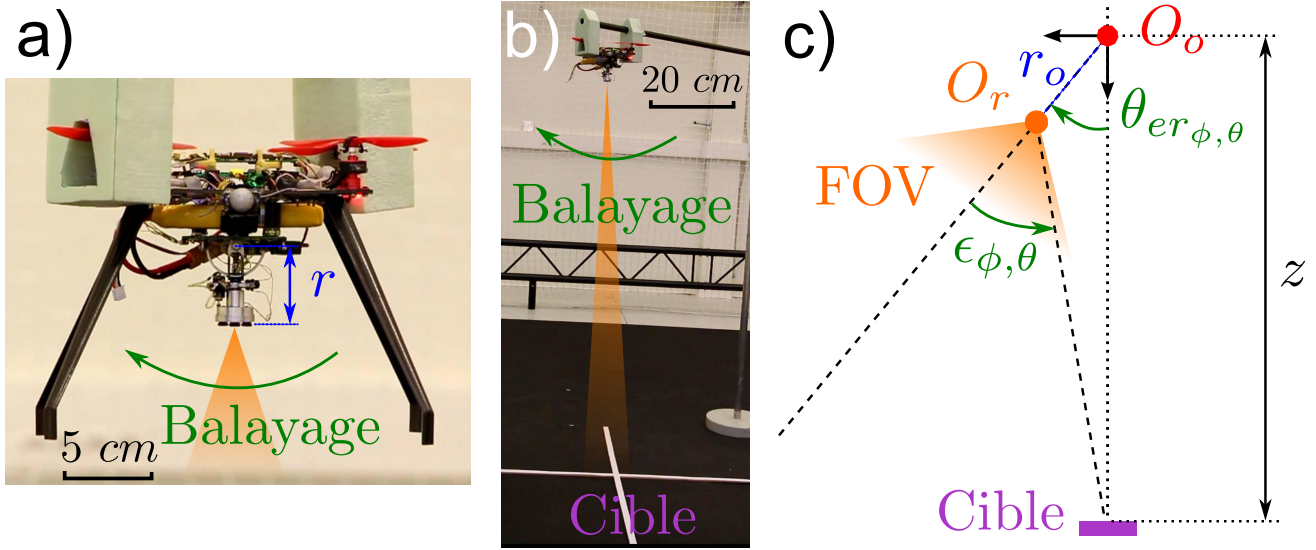 a)
r
Balayage
5 cm
b)
20 cm
Balayage
Cible
c)
O_o
r_o
O_r
θ_{er_{ϕ,θ}}
FOV
ϵ_{ϕ,θ}
z
Cible